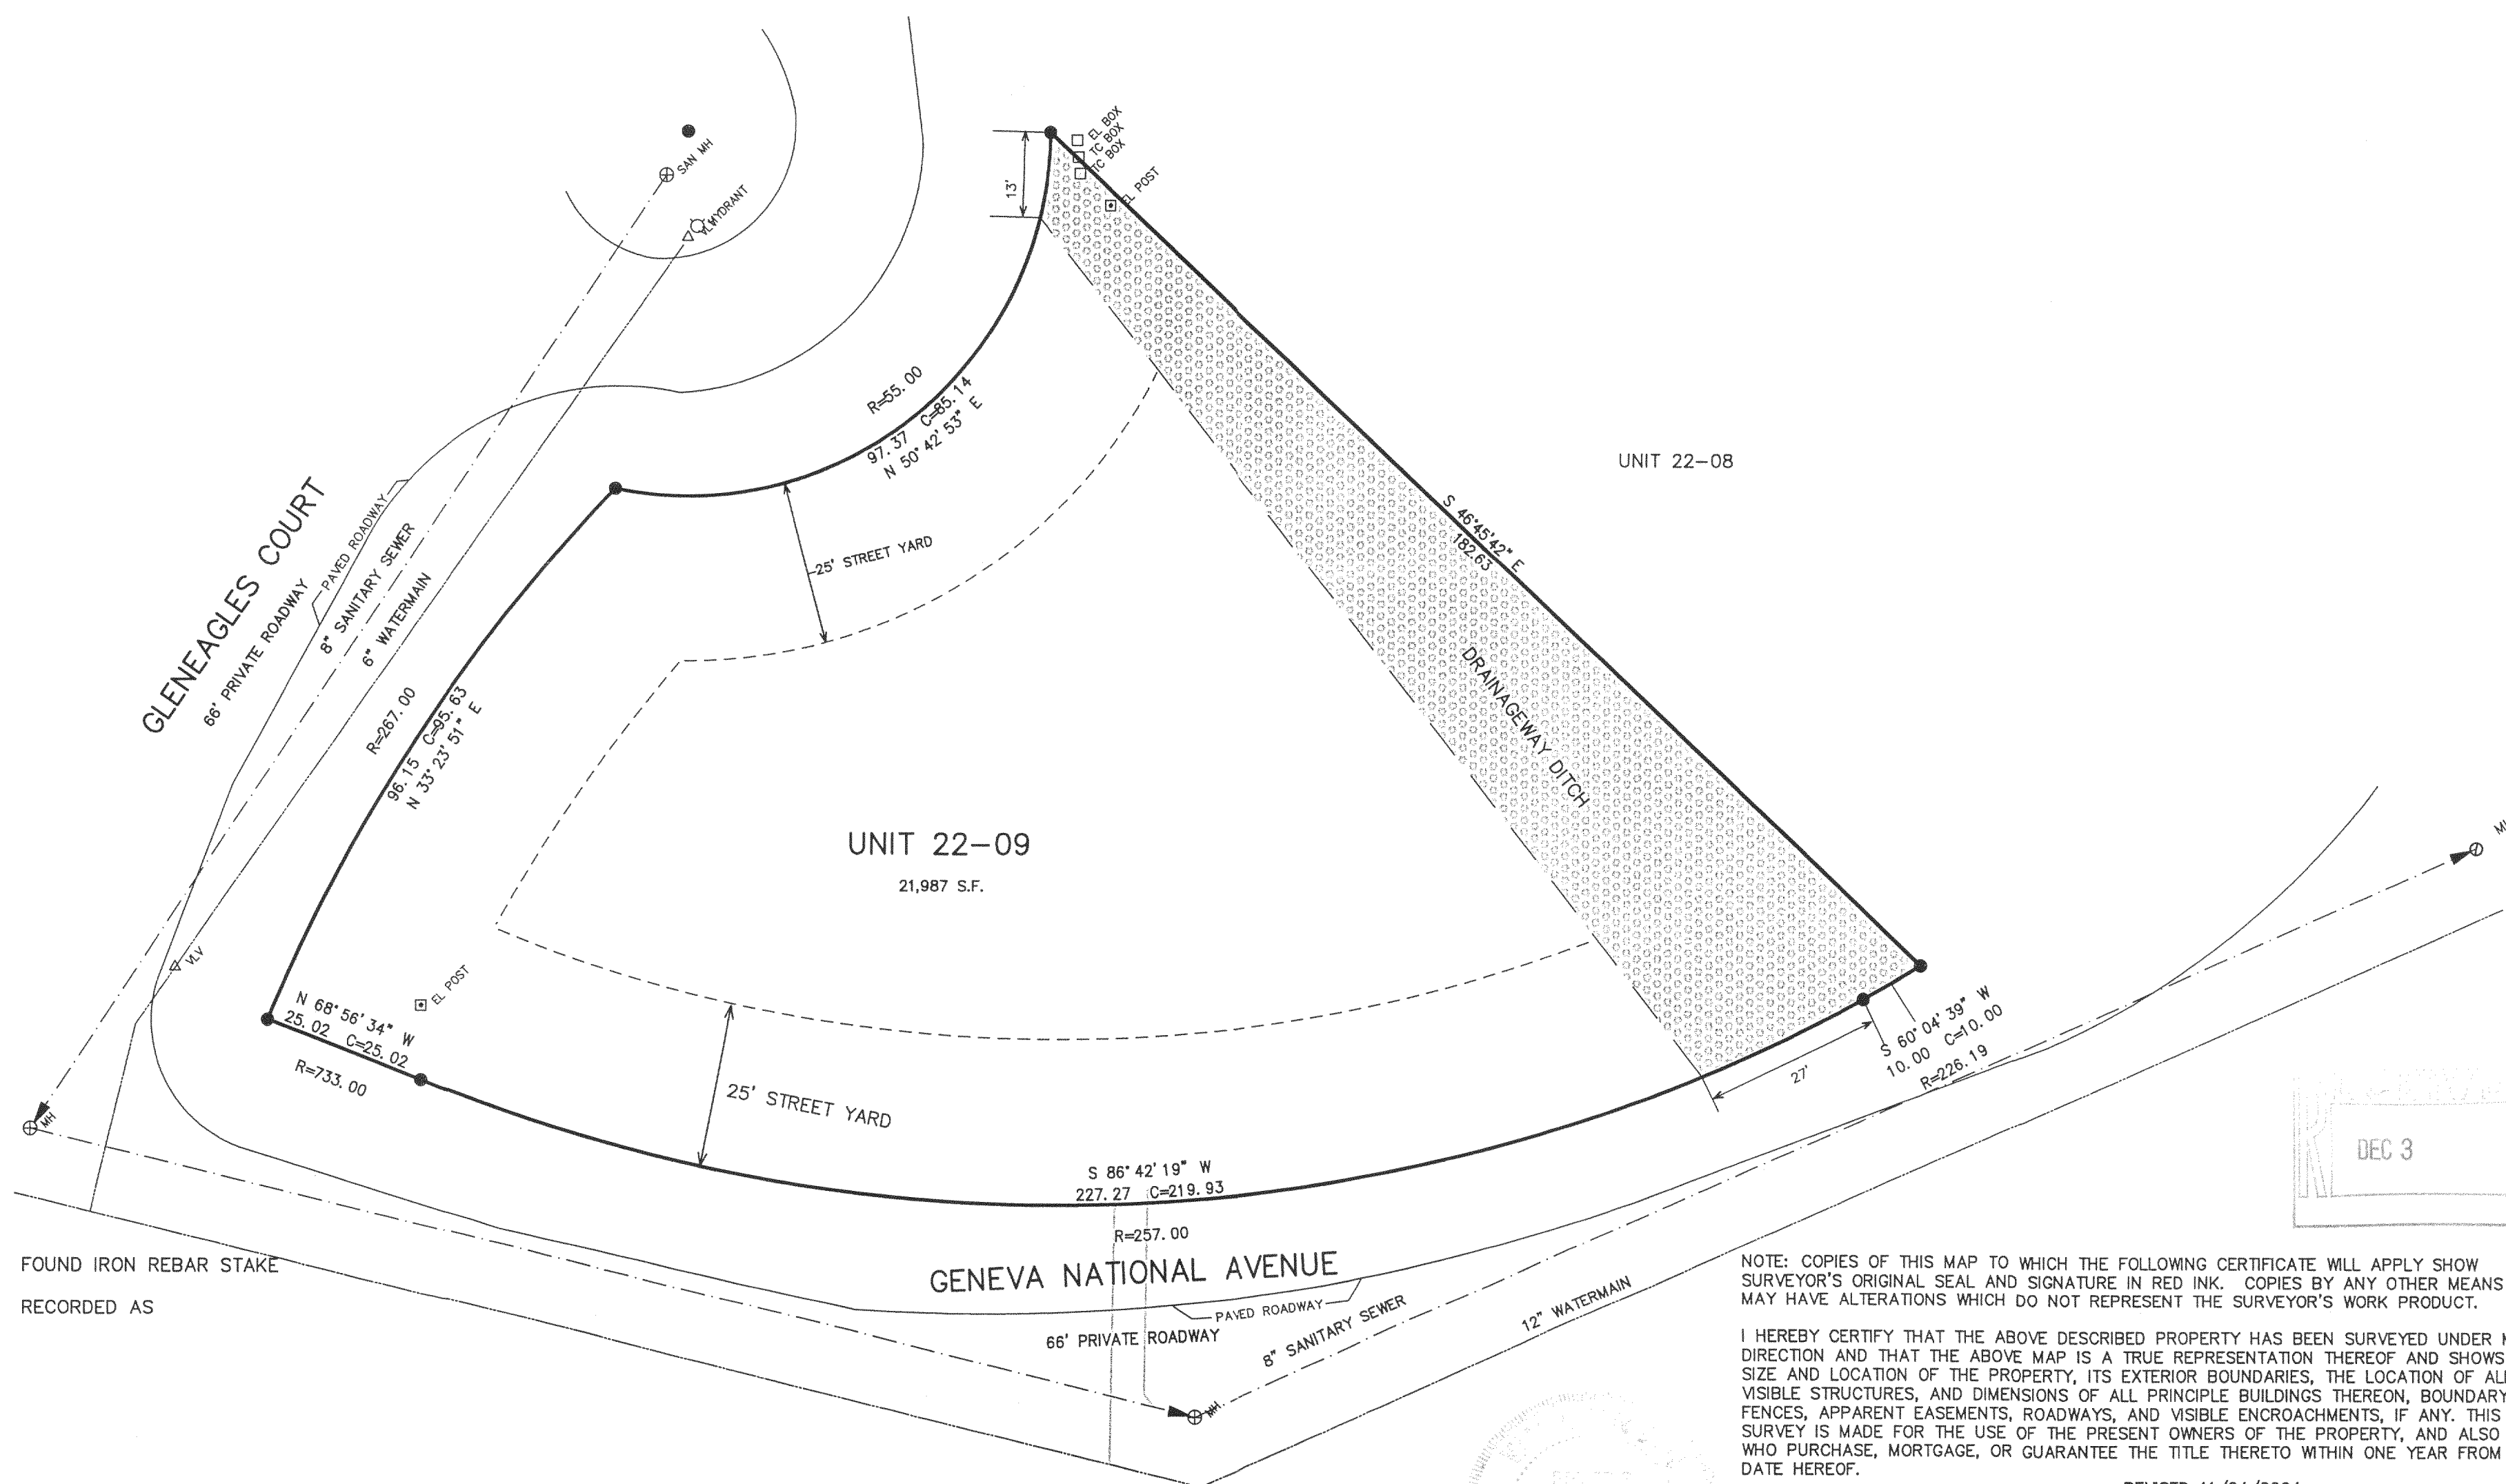 EL BOX
TC BOX
TC BOX
EL POST
SAN MH
HYDRANT
13'
R=55.00
97.37 C=85.14
N 50°42'53" E
UNIT 22-08
S 46°45'42" E
182.63
25' STREET YARD
GLENEAGLES COURT
66' PRIVATE ROADWAY
PAVED ROADWAY
8" SANITARY SEWER
6" WATERMAIN
R=267.00
96.15 C=95.63
N 33°23'51" E
DRAINAGEWAY DITCH
UNIT 22-09
21,987 S.F.
VLV
EL POST
N 68°56'34" W
25.02 C=25.02
R=733.00
MH
25' STREET YARD
27'
S 60°04'39" W
10.00 C=10.00
R=226.19
S 86°42'19" W
227.27 C=219.93
R=257.00
GENEVA NATIONAL AVENUE
PAVED ROADWAY
66' PRIVATE ROADWAY
8" SANITARY SEWER
12" WATERMAIN
MH
DEC 3
FOUND IRON REBAR STAKE
RECORDED AS
NOTE: COPIES OF THIS MAP TO WHICH THE FOLLOWING CERTIFICATE WILL APPLY SHOW
SURVEYOR'S ORIGINAL SEAL AND SIGNATURE IN RED INK. COPIES BY ANY OTHER MEANS
MAY HAVE ALTERATIONS WHICH DO NOT REPRESENT THE SURVEYOR'S WORK PRODUCT.
I HEREBY CERTIFY THAT THE ABOVE DESCRIBED PROPERTY HAS BEEN SURVEYED UNDER
DIRECTION AND THAT THE ABOVE MAP IS A TRUE REPRESENTATION THEREOF AND SHOWS
SIZE AND LOCATION OF THE PROPERTY, ITS EXTERIOR BOUNDARIES, THE LOCATION OF
VISIBLE STRUCTURES, AND DIMENSIONS OF ALL PRINCIPLE BUILDINGS THEREON, BOUNDARY
FENCES, APPARENT EASEMENTS, ROADWAYS, AND VISIBLE ENCROACHMENTS, IF ANY. THIS
SURVEY IS MADE FOR THE USE OF THE PRESENT OWNERS OF THE PROPERTY, AND ALSO
WHO PURCHASE, MORTGAGE, OR GUARANTEE THE TITLE THERETO WITHIN ONE YEAR FROM
DATE HEREOF.